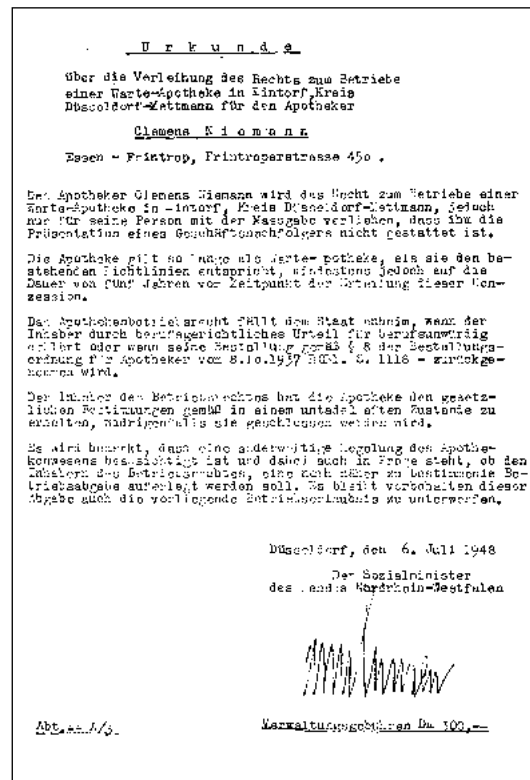 U r k u n d e
über die Verleihung des Rechts zum Betriebe
einer Warte-Apotheke in Lintorf, Kreis
Düsseldorf-Mettmann für den Apotheker
Clemens N i e m a n n
Essen - Frintrop, Frintroperstrasse 450 .
Dem Apotheker Clemens Niemann wird das Recht zum Betriebe einer
Warte-Apotheke in Lintorf, Kreis Düsseldorf-Mettmann, jedoch
nur für seine Person mit der Massgabe verliehen, dass ihm die
Präsentation eines Geschäftsnachfolgers nicht gestattet ist.
Die Apotheke gilt so lange als Warte-Apotheke, als sie den be-
stehenden Richtlinien entspricht, mindestens jedoch auf die
Dauer von fünf Jahren vom Zeitpunkt der Erteilung dieser Kon-
zession.
Das Apothekenbetriebsrecht fällt dem Staat anheim, wenn der
Inhaber durch berufsgerichtliches Urteil für berufsunwürdig
erklärt oder wenn seine Bestallung gemäß § 8 der Bestallungs-
ordnung für Apotheker vom 8.10.1937 RGBl. S. 1118 - zurückge-
nommen wird.
Der Inhaber des Betriebsrechtes hat die Apotheke den gesetz-
lichen Bestimmungen gemäß in einem untadelhaften Zustande zu
erhalten, widrigenfalls sie geschlossen werden wird.
Es wird bemerkt, dass eine anderweitige Regelung des Apothe-
kenwesens beabsichtigt ist und dabei auch in Frage steht, ob den
Inhabern des Betriebsrechtes, eine noch näher zu bestimmende Be-
triebsabgabe auferlegt werden soll. Es bleibt vorbehalten dieser
Abgabe auch die vorliegende Betriebserlaubnis zu unterwerfen.
Düsseldorf, den 6. Juli 1948
Der Sozialminister
des Landes Nordrhein-Westfalen
Abt.
Verwaltungsgebühren DM 300,--